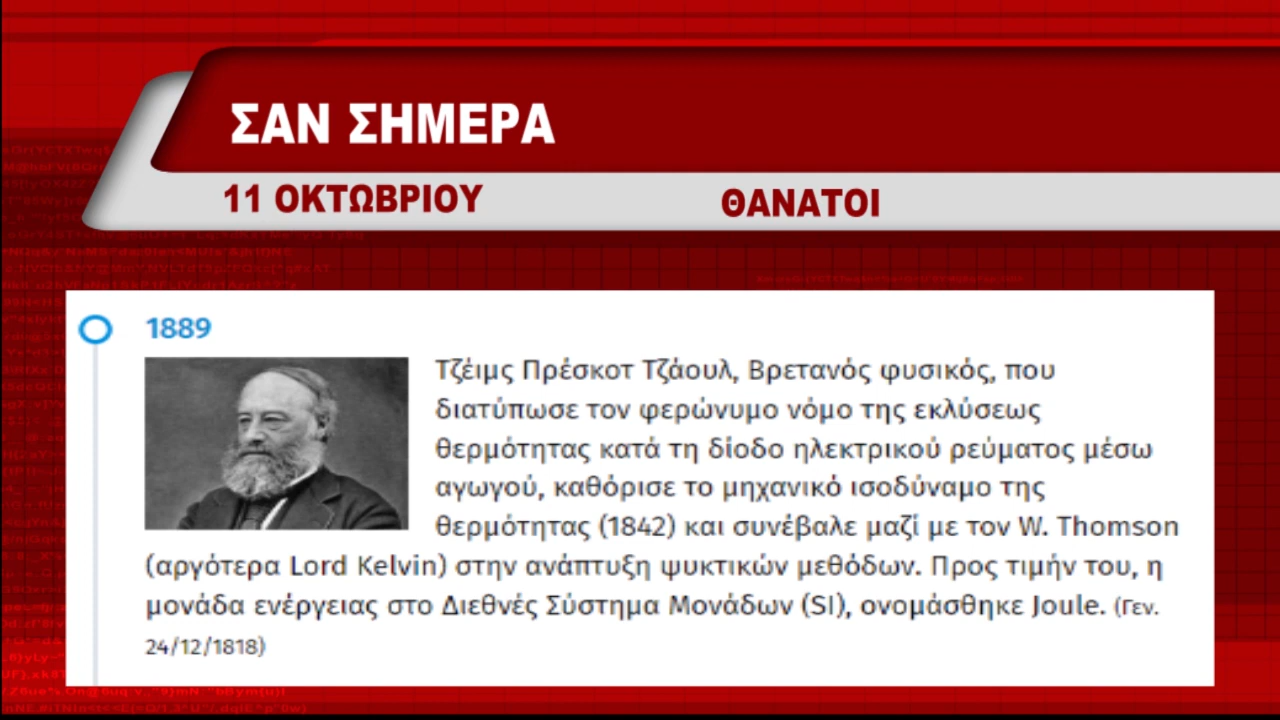 ΣΑΝ ΣΗΜΕΡΑ
11 ΟΚΤΩΒΡΙΟΥ
ΘΑΝΑΤΟΙ
1889
Τζέιμς Πρέσκοτ Τζάουλ, Βρετανός φυσικός, που
διατύπωσε τον φερώνυμο νόμο της εκλύσεως
θερμότητας κατά τη δίοδο ηλεκτρικού ρεύματος μέσω
αγωγού, καθόρισε το μηχανικό ισοδύναμο της
θερμότητας (1842) και συνέβαλε μαζί με τον W. Thomson
(αργότερα Lord Kelvin) στην ανάπτυξη ψυκτικών μεθόδων. Προς τιμήν του, η
μονάδα ενέργειας στο Διεθνές Σύστημα Μονάδων (SI), ονομάσθηκε Joule. (Γεν.
24/12/1818)